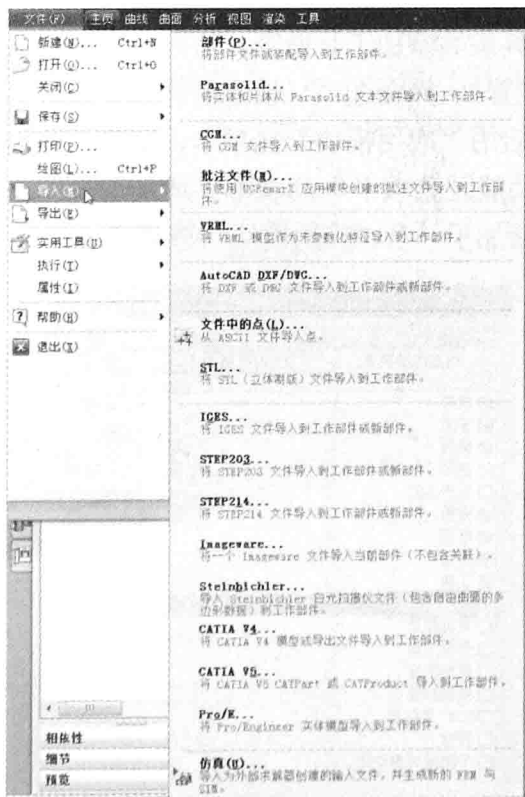 文件(F) 主页 曲线 曲面 分析 视图 渲染 工具
新建(N)... Ctrl+N
打开(O)... Ctrl+O
关闭(C)
保存(S)
打印(P)...
绘图(L)... Ctrl+P
导入(M)
导出(E)
实用工具(U)
执行(T)
属性(I)
帮助(H)
退出(X)
部件(P)...
将部件文件或装配导入到工作部件。
Parasolid...
将实体和片体从 Parasolid 文本文件导入到工作部件。
CGM...
将 CGM 文件导入到工作部件。
批注文件(R)...
将使用 UGRemarX 应用模块创建的批注文件导入到工作部
件。
VRML...
将 VRML 模型作为未参数化特征导入到工作部件。
AutoCAD DXF/DWG...
将 DXF 或 DWG 文件导入到工作部件或新部件。
文件中的点(L)...
从 ASCII 文件导入点。
STL...
将 STL (立体制版) 文件导入到工作部件。
IGES...
将 IGES 文件导入到工作部件或新部件。
STEP203...
将 STEP203 文件导入到工作部件或新部件。
STEP214...
将 STEP214 文件导入到工作部件或新部件。
Imageware...
将一个 Imageware 文件导入当前部件 (不包含关联)。
Steinbichler...
导入 Steinbichler 白光扫描仪文件 (包含自由曲面的多
边形数据) 到工作部件。
CATIA V4...
将 CATIA V4 模型或导出文件导入到工作部件。
CATIA V5...
将 CATIA V5 CATPart 或 CATProduct 导入到工作部件。
Pro/E...
将 Pro/Engineer 实体模型导入到工作部件。
仿真(U)...
导入为外部求解器创建的输入文件，并生成新的 FEM 与
SIM。
相依性
细节
预览